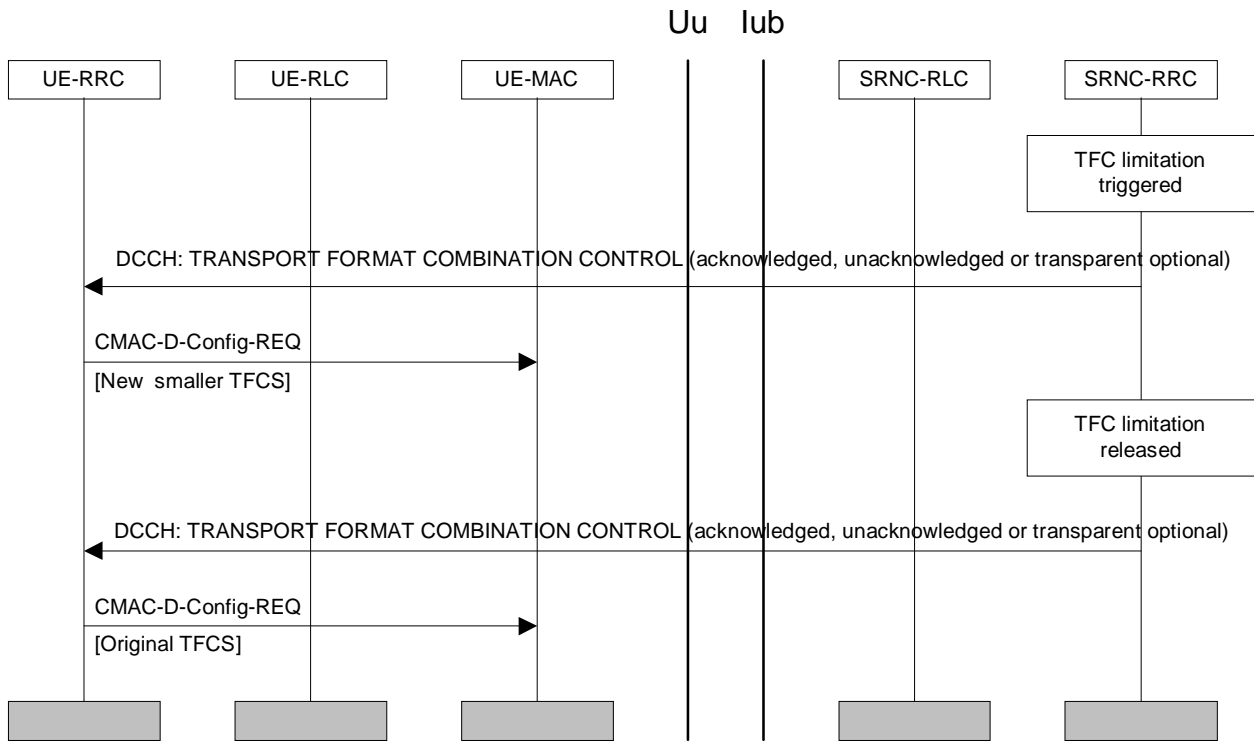 Uu Iub
UE-RRC UE-RLC UE-MAC SRNC-RLC SRNC-RRC
TFC limitation
triggered
DCCH: TRANSPORT FORMAT COMBINATION CONTROL (acknowledged, unacknowledged or transparent optional)
CMAC-D-Config-REQ
[New smaller TFCS]
TFC limitation
released
DCCH: TRANSPORT FORMAT COMBINATION CONTROL (acknowledged, unacknowledged or transparent optional)
CMAC-D-Config-REQ
[Original TFCS]